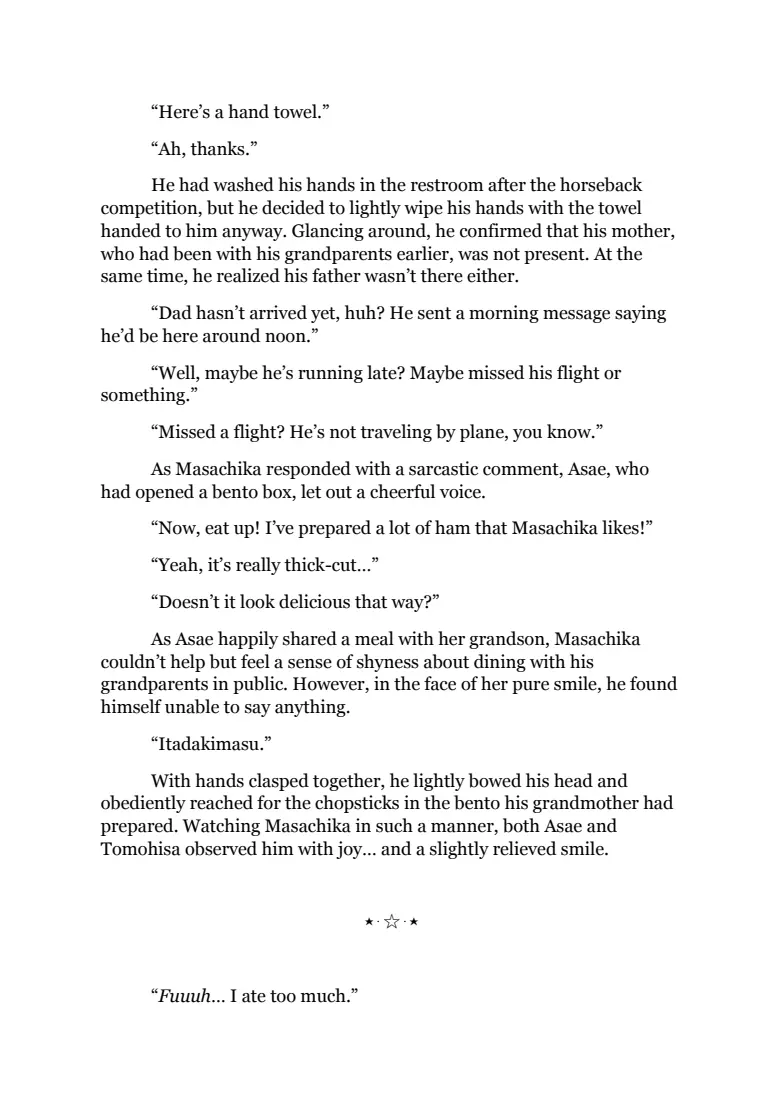 “Here’s a hand towel.”
“Ah, thanks.”
He had washed his hands in the restroom after the horseback
competition, but he decided to lightly wipe his hands with the towel
handed to him anyway. Glancing around, he confirmed that his mother,
who had been with his grandparents earlier, was not present. At the
same time, he realized his father wasn’t there either.
“Dad hasn’t arrived yet, huh? He sent a morning message saying
he’d be here around noon.”
“Well, maybe he’s running late? Maybe missed his flight or
something.”
“Missed a flight? He’s not traveling by plane, you know.”
As Masachika responded with a sarcastic comment, Asae, who
had opened a bento box, let out a cheerful voice.
“Now, eat up! I’ve prepared a lot of ham that Masachika likes!”
“Yeah, it’s really thick-cut…”
“Doesn’t it look delicious that way?”
As Asae happily shared a meal with her grandson, Masachika
couldn’t help but feel a sense of shyness about dining with his
grandparents in public. However, in the face of her pure smile, he found
himself unable to say anything.
“Itadakimasu.”
With hands clasped together, he lightly bowed his head and
obediently reached for the chopsticks in the bento his grandmother had
prepared. Watching Masachika in such a manner, both Asae and
Tomohisa observed him with joy… and a slightly relieved smile.
⋆·☆·⋆
“Fuuuh… I ate too much.”